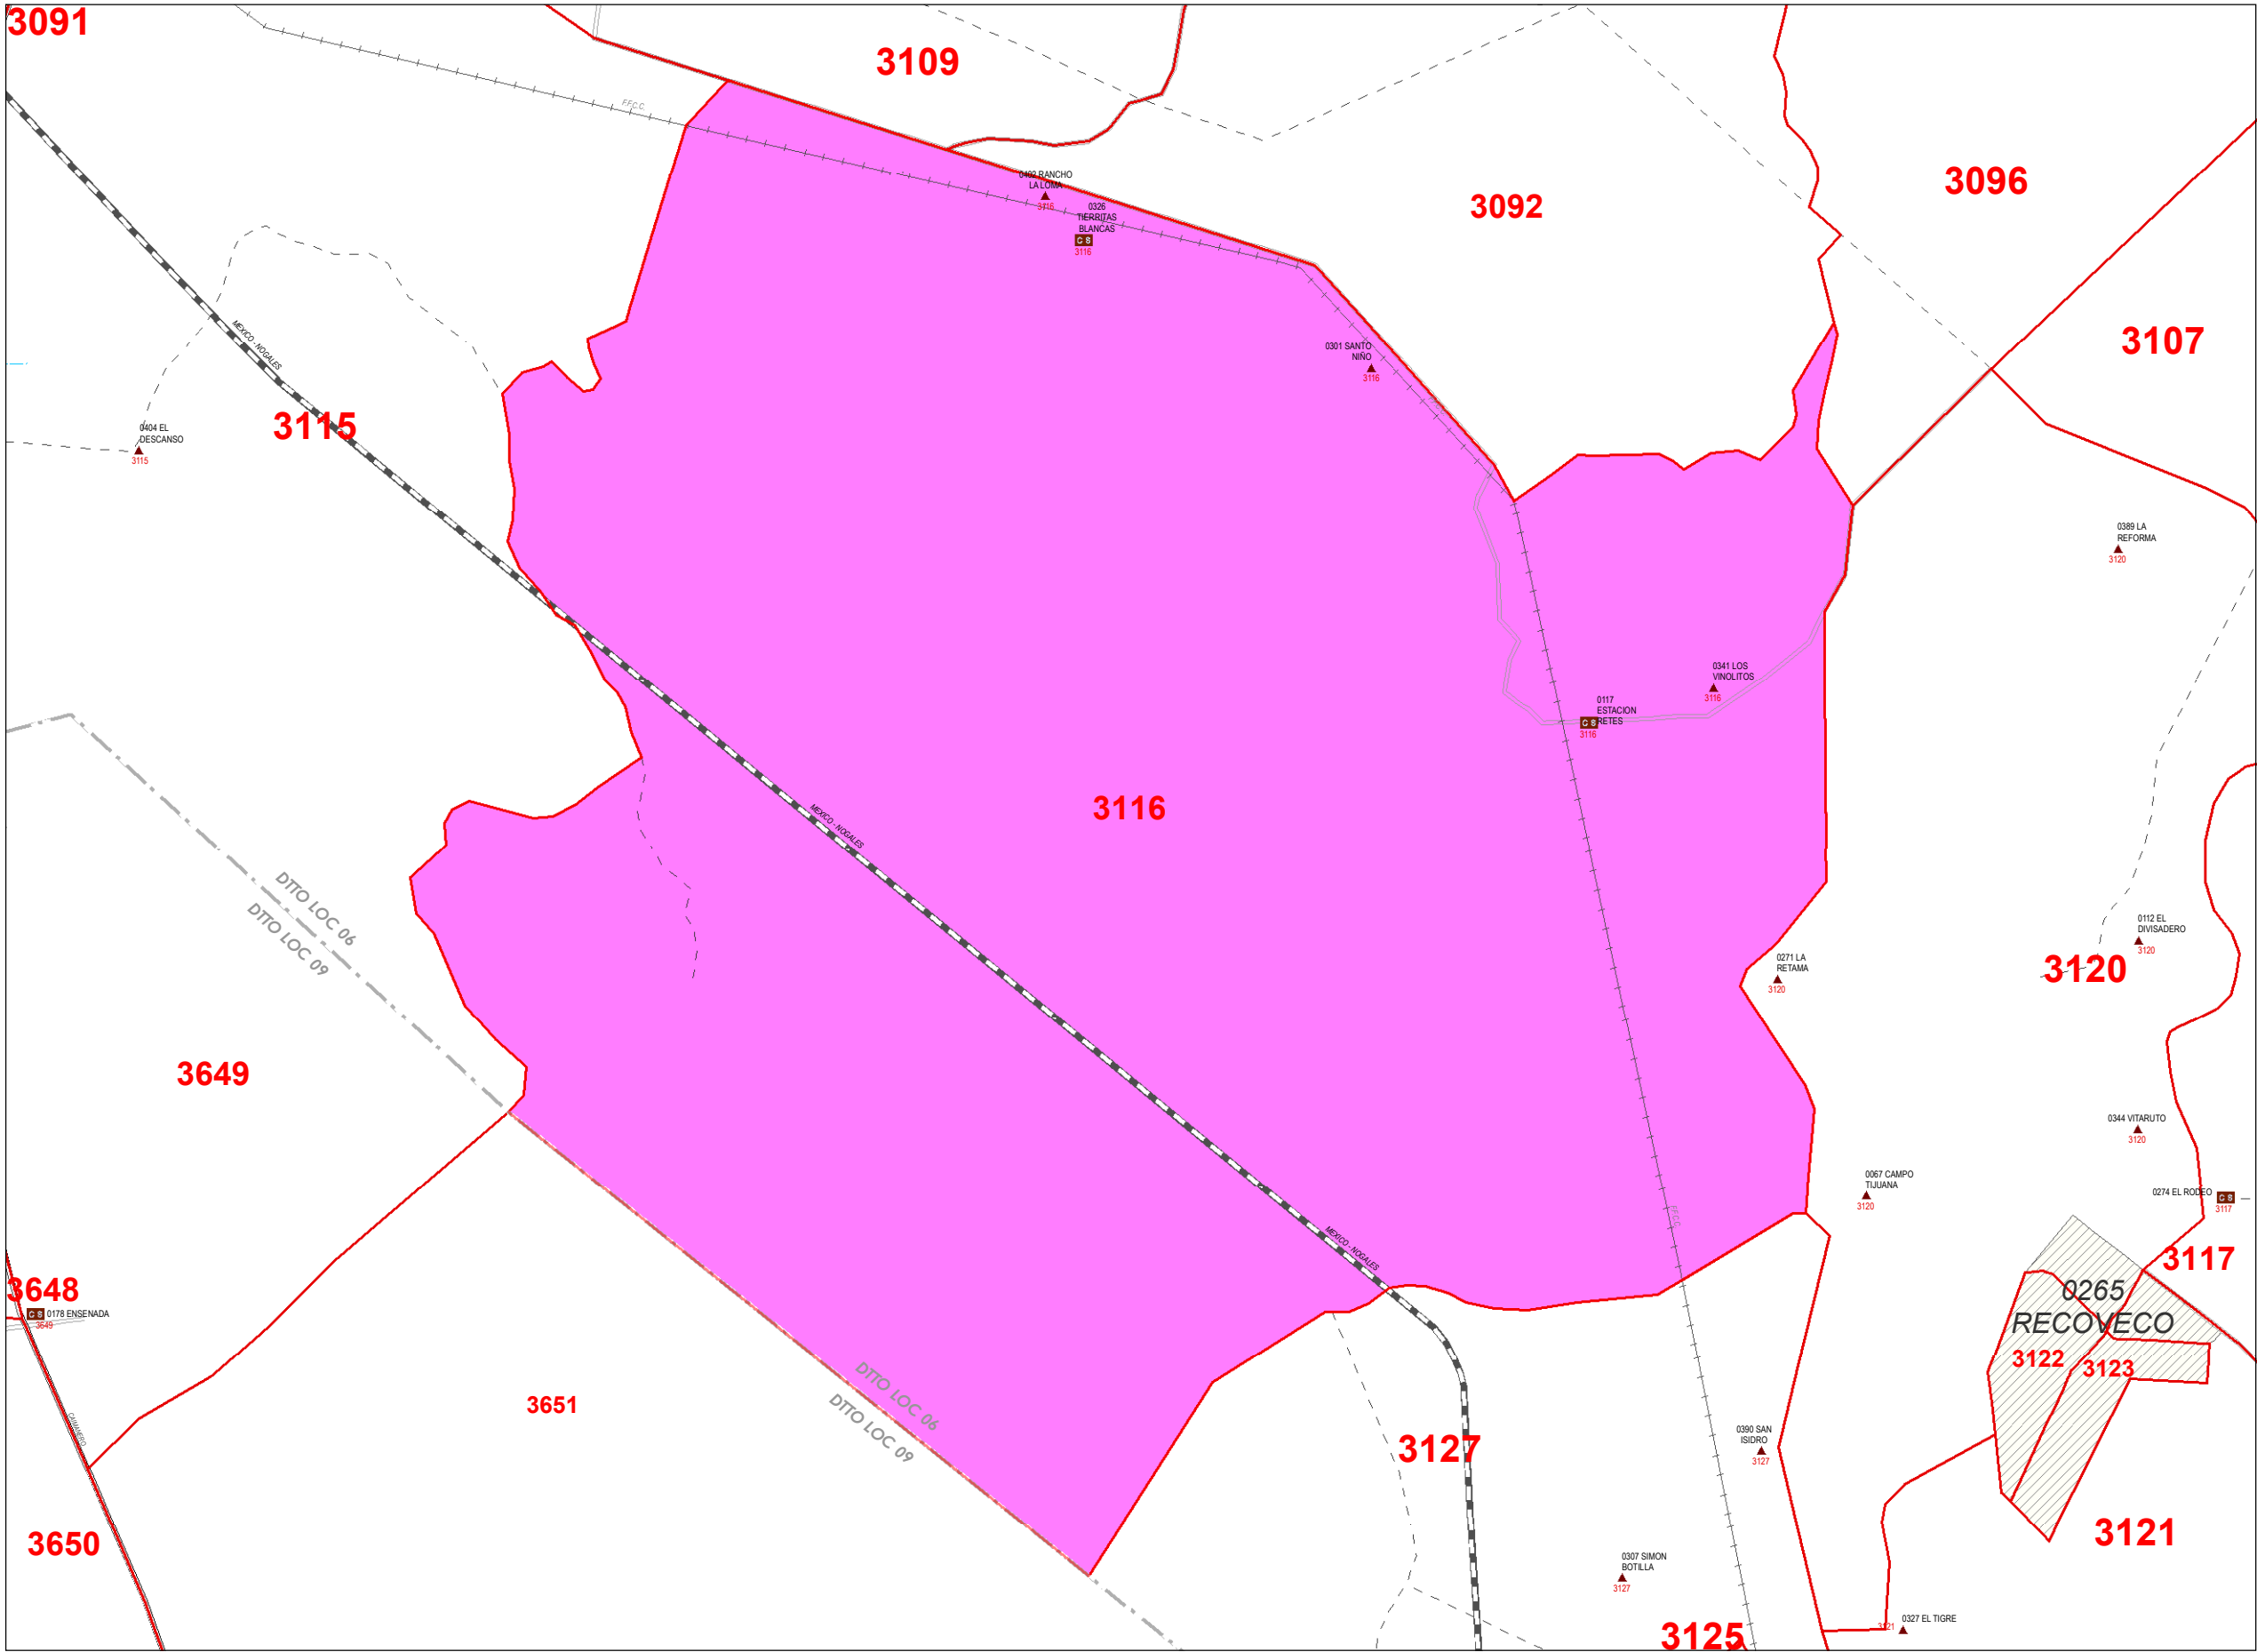 3091
3109
F.F.C.C.
0402 RANCHO
LA LOMA
3116
0326
TIERRITAS
BLANCAS
C S
3116
3092
3096
MEXICO - NOGALES
3107
0301 SANTO
NIÑO
3116
3115
0404 EL
DESCANSO
3115
0389 LA
REFORMA
3120
0341 LOS
VINOLITOS
3116
0117
ESTACION
RETES
C S
3116
3116
MEXICO - NOGALES
DTTO LOC 06
DTTO LOC 09
0112 EL
DIVISADERO
3120
3120
0271 LA
RETAMA
3120
3649
0344 VITARUTO
3120
0067 CAMPO
TIJUANA
3120
0274 EL RODEO
C S
3117
F.F.C.C.
MEXICO - NOGALES
3117
3648
C S
0178 ENSENADA
3649
0265
RECOVECO
3122
3123
3651
DTTO LOC 06
DTTO LOC 09
CAIMANERO
3127
0390 SAN
ISIDRO
3127
3650
3121
0307 SIMON
BOTILLA
3127
3125
3121
0327 EL TIGRE